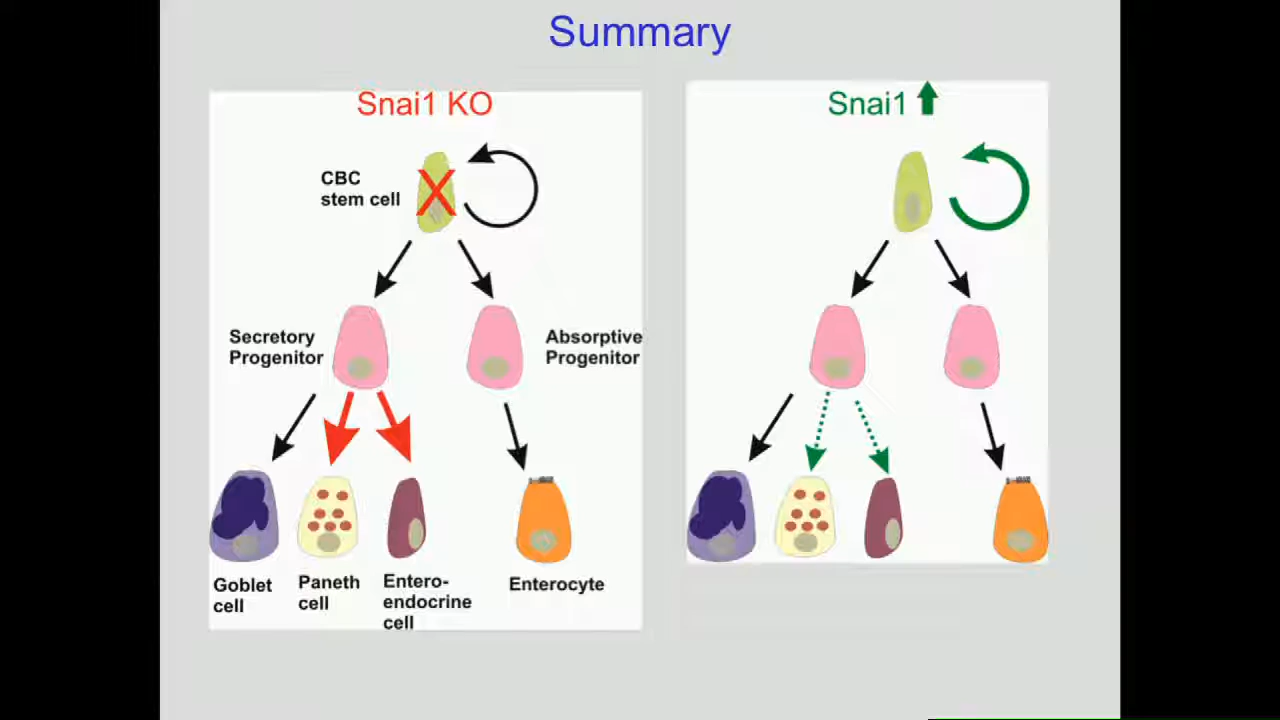 Summary
Snai1 KO
CBC
stem cell
X
Secretory
Progenitor
Absorptive
Progenitor
Goblet
cell
Paneth
cell
Entero-
endocrine
cell
Enterocyte
Snai1